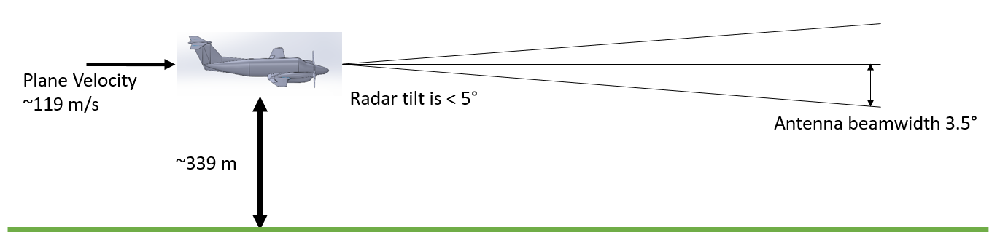 Plane Velocity
~119 m/s
Radar tilt is < 5°
Antenna beamwidth 3.5°
~339 m